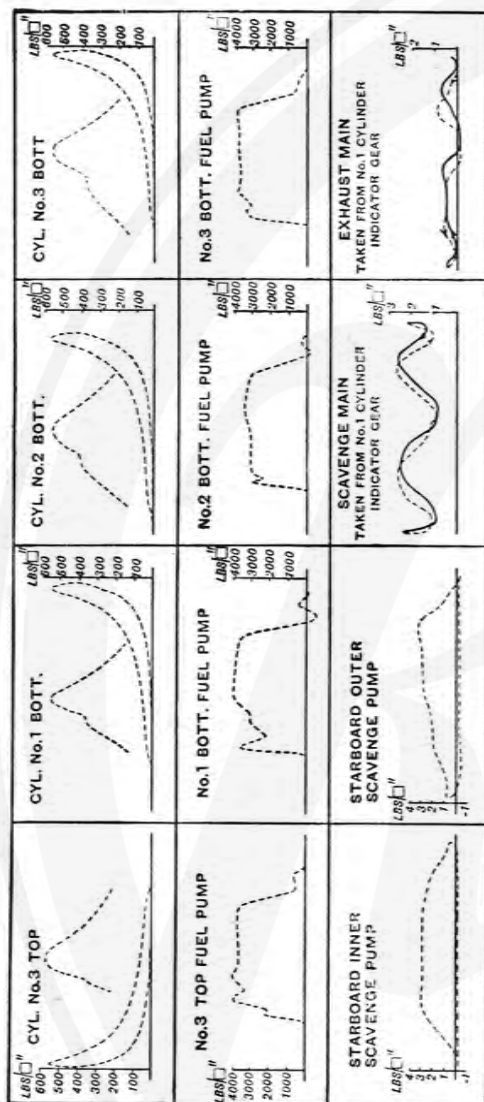 CYL. No.3 TOP
LBS□"
600
400
300
200
100
CYL. No.1 BOTT.
LBS□"
600
500
400
200
100
CYL. No.2 BOTT.
LBS□"
600
500
400
200
100
CYL. No.3 BOTT
LBS□"
600
500
400
200
100
No.3 TOP FUEL PUMP
LBS□"
4000
3000
2000
1000
No.1 BOTT. FUEL PUMP
LBS□"
4000
3000
2000
1000
No.2 BOTT. FUEL PUMP
LBS□"
4000
3000
2000
1000
No.3 BOTT. FUEL PUMP
LBS□"
4000
3000
1000
STARBOARD INNER
SCAVENGE PUMP
LBS□"
4
3
2
1
-1
STARBOARD OUTER
SCAVENGE PUMP
LBS□"
4
3
2
1
-1
SCAVENGE MAIN
TAKEN FROM No.1 CYLINDER
INDICATOR GEAR
LBS□"
3
2
1
EXHAUST MAIN
TAKEN FROM No.1 CYLINDER
INDICATOR GEAR
LBS□"
2
1